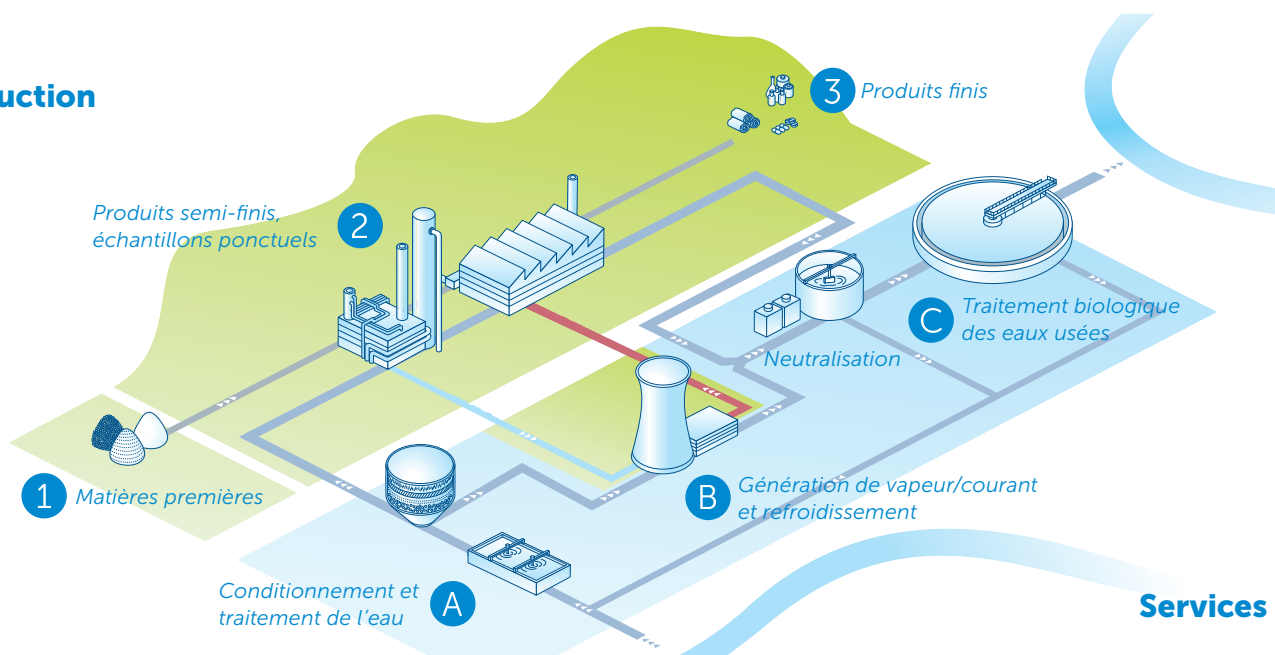 uction
3 Produits finis
Produits semi-finis,
échantillons ponctuels
2
C
Traitement biologique
des eaux usées
Neutralisation
1 Matières premières
B
Génération de vapeur/courant
et refroidissement
Conditionnement et
traitement de l'eau
A
Services